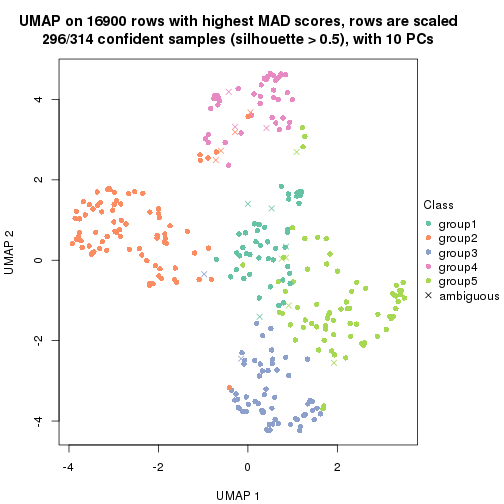 UMAP on 16900 rows with highest MAD scores, rows are scaled
296/314 confident samples (silhouette > 0.5), with 10 PCs
4
2
0
-2
-4
UMAP 2
-4
-2
0
2
UMAP 1
Class
group1
group2
group3
group4
group5
ambiguous